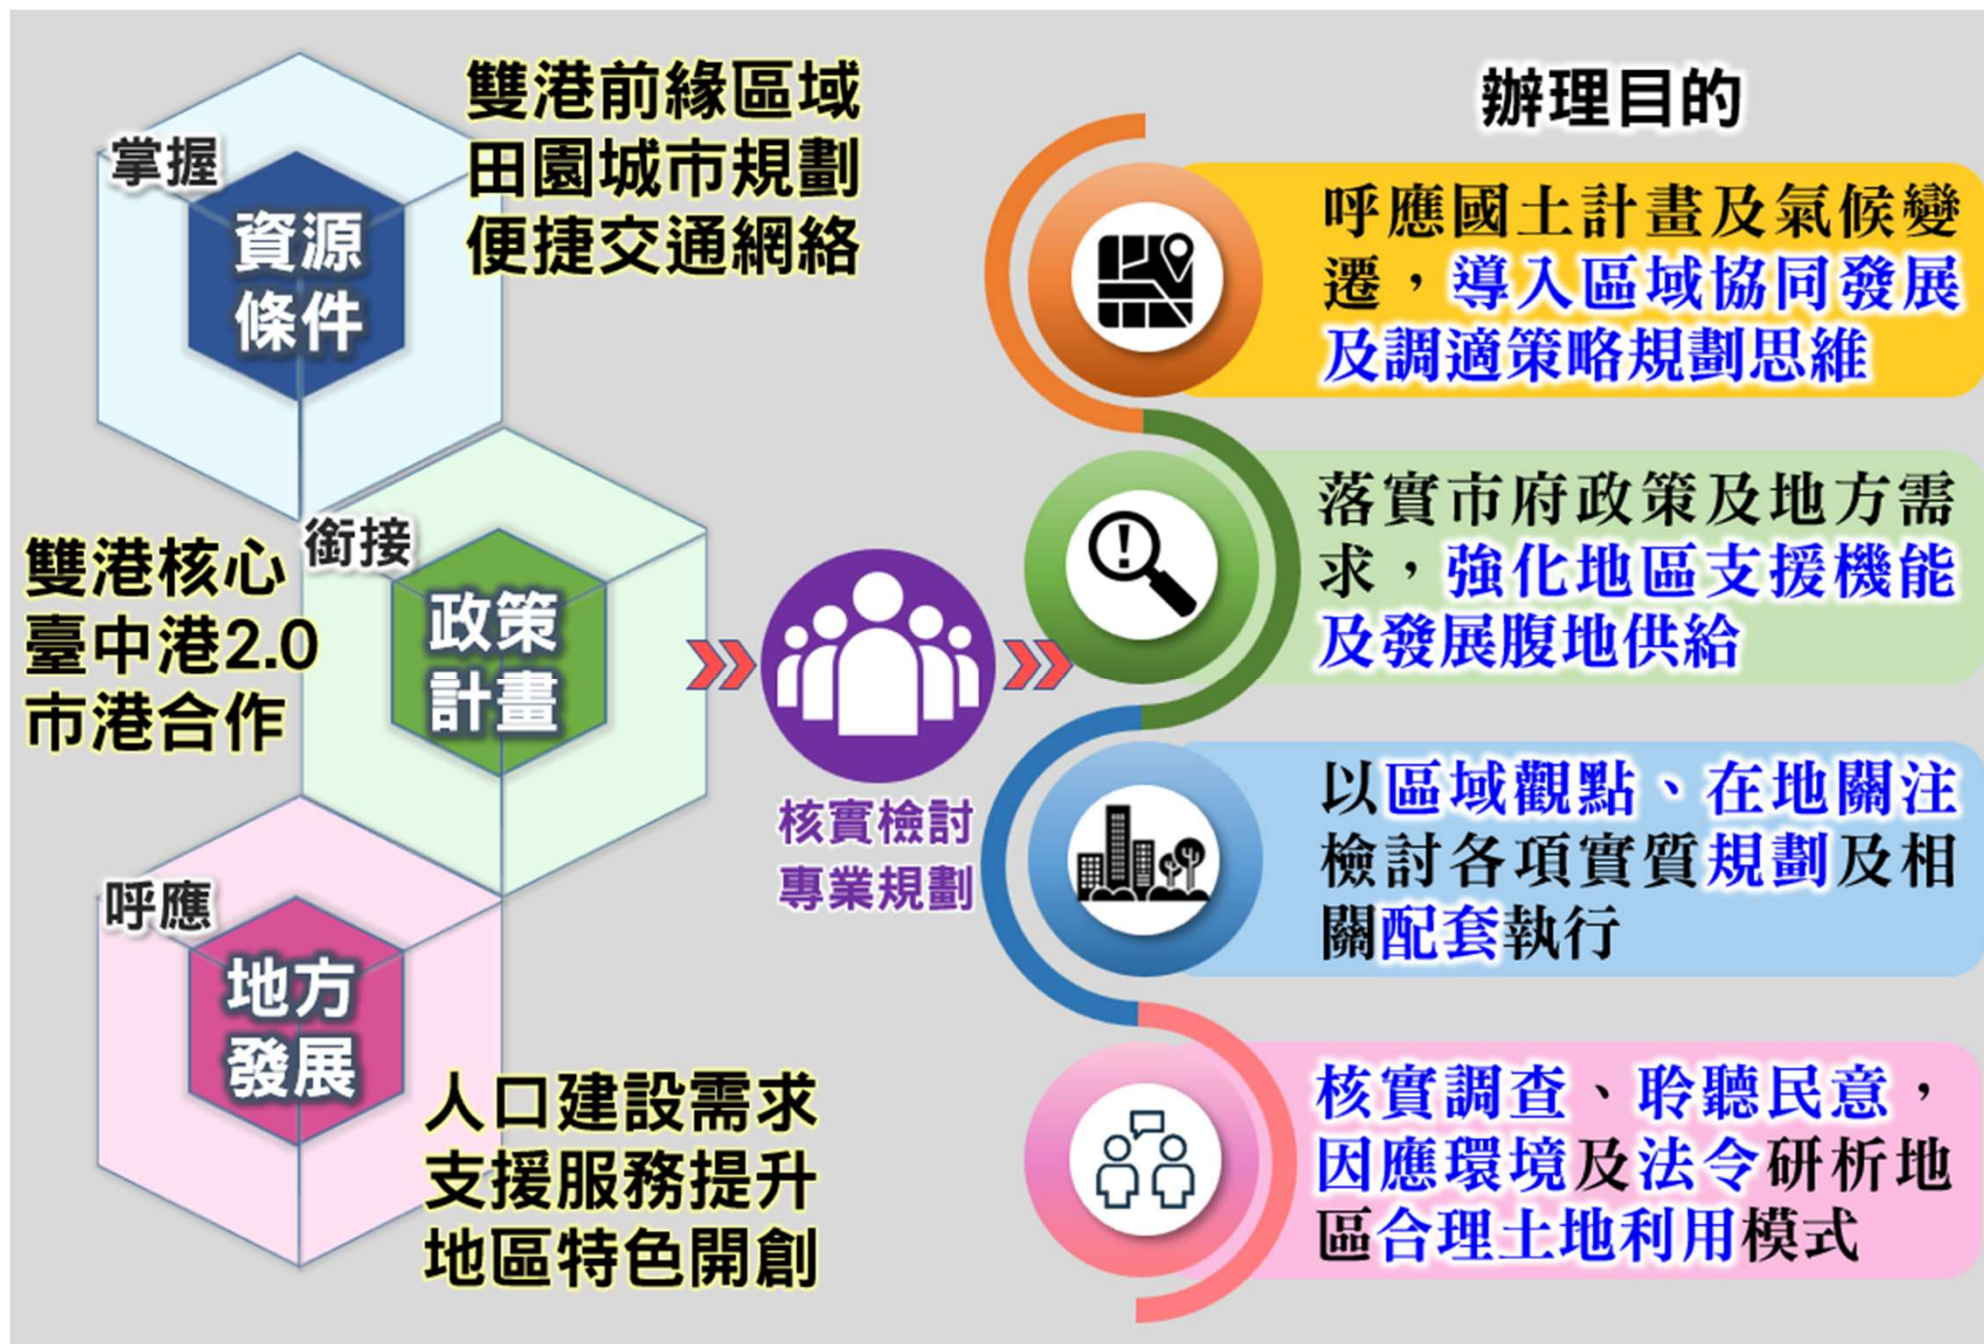 掌握
資源
條件
雙港前緣區域
田園城市規劃
便捷交通網絡
銜接
政策
計畫
雙港核心
臺中港2.0
市港合作
呼應
地方
發展
人口建設需求
支援服務提升
地區特色開創
核實檢討
專業規劃
辦理目的
呼應國土計畫及氣候變
遷，導入區域協同發展
及調適策略規劃思維
落實市府政策及地方需
求，強化地區支援機能
及發展腹地供給
以區域觀點、在地關注
檢討各項實質規劃及相
關配套執行
核實調查、聆聽民意，
因應環境及法令研析地
區合理土地利用模式